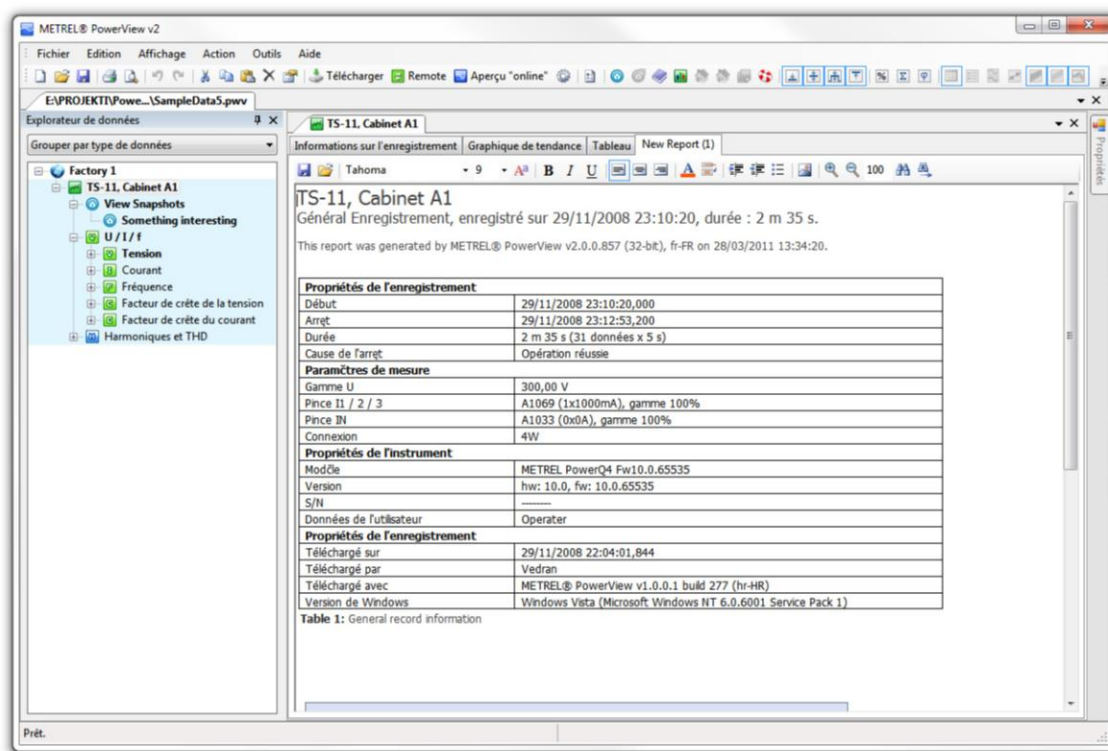 METREL® PowerView v2
Fichier Edition Affichage Action Outils Aide
Télécharger Remote Aperçu "online"
E:\PROJEKTI\Powe...\SampleData5.pwv
Explorateur de données
Grouper par type de données
Factory 1
TS-11, Cabinet A1
View Snapshots
Something interesting
U / I / f
Tension
Courant
Fréquence
Facteur de crête de la tension
Facteur de crête du courant
Harmoniques et THD
TS-11, Cabinet A1
Informations sur l'enregistrement Graphique de tendance Tableau New Report (1)
Tahoma 9 B I U 100
TS-11, Cabinet A1
Général Enregistrement, enregistré sur 29/11/2008 23:10:20, durée : 2 m 35 s.
This report was generated by METREL® PowerView v2.0.0.857 (32-bit), fr-FR on 28/03/2011 13:34:20.
Propriétés de l'enregistrement
Début 29/11/2008 23:10:20,000
Arręt 29/11/2008 23:12:53,200
Durée 2 m 35 s (31 données x 5 s)
Cause de l'arręt Opération réussie
Paramčtres de mesure
Gamme U 300,00 V
Pince I1 / 2 / 3 A1069 (1x1000mA), gamme 100%
Pince IN A1033 (0x0A), gamme 100%
Connexion 4W
Propriétés de l'instrument
Modčle METREL PowerQ4 Fw10.0.65535
Version hw: 10.0, fw: 10.0.65535
S/N --------
Données de l'utilisateur Operater
Propriétés de l'enregistrement
Téléchargé sur 29/11/2008 22:04:01,844
Téléchargé par Vedran
Téléchargé avec METREL® PowerView v1.0.0.1 build 277 (hr-HR)
Version de Windows Windows Vista (Microsoft Windows NT 6.0.6001 Service Pack 1)
Table 1: General record information
Propriétés
Prêt.